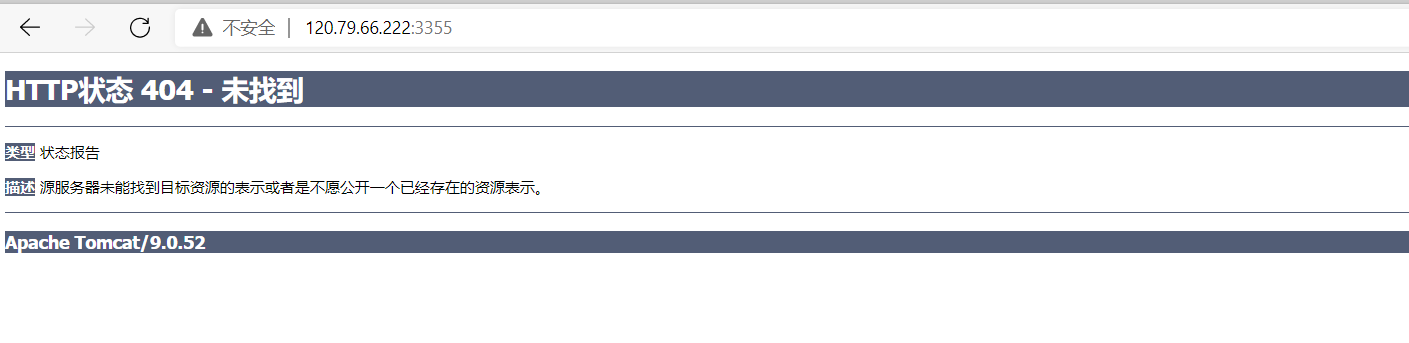 不安全 | 120.79.66.222:3355
HTTP状态 404 - 未找到
类型 状态报告
描述 源服务器未能找到目标资源的表示或者是不愿公开一个已经存在的资源表示。
Apache Tomcat/9.0.52